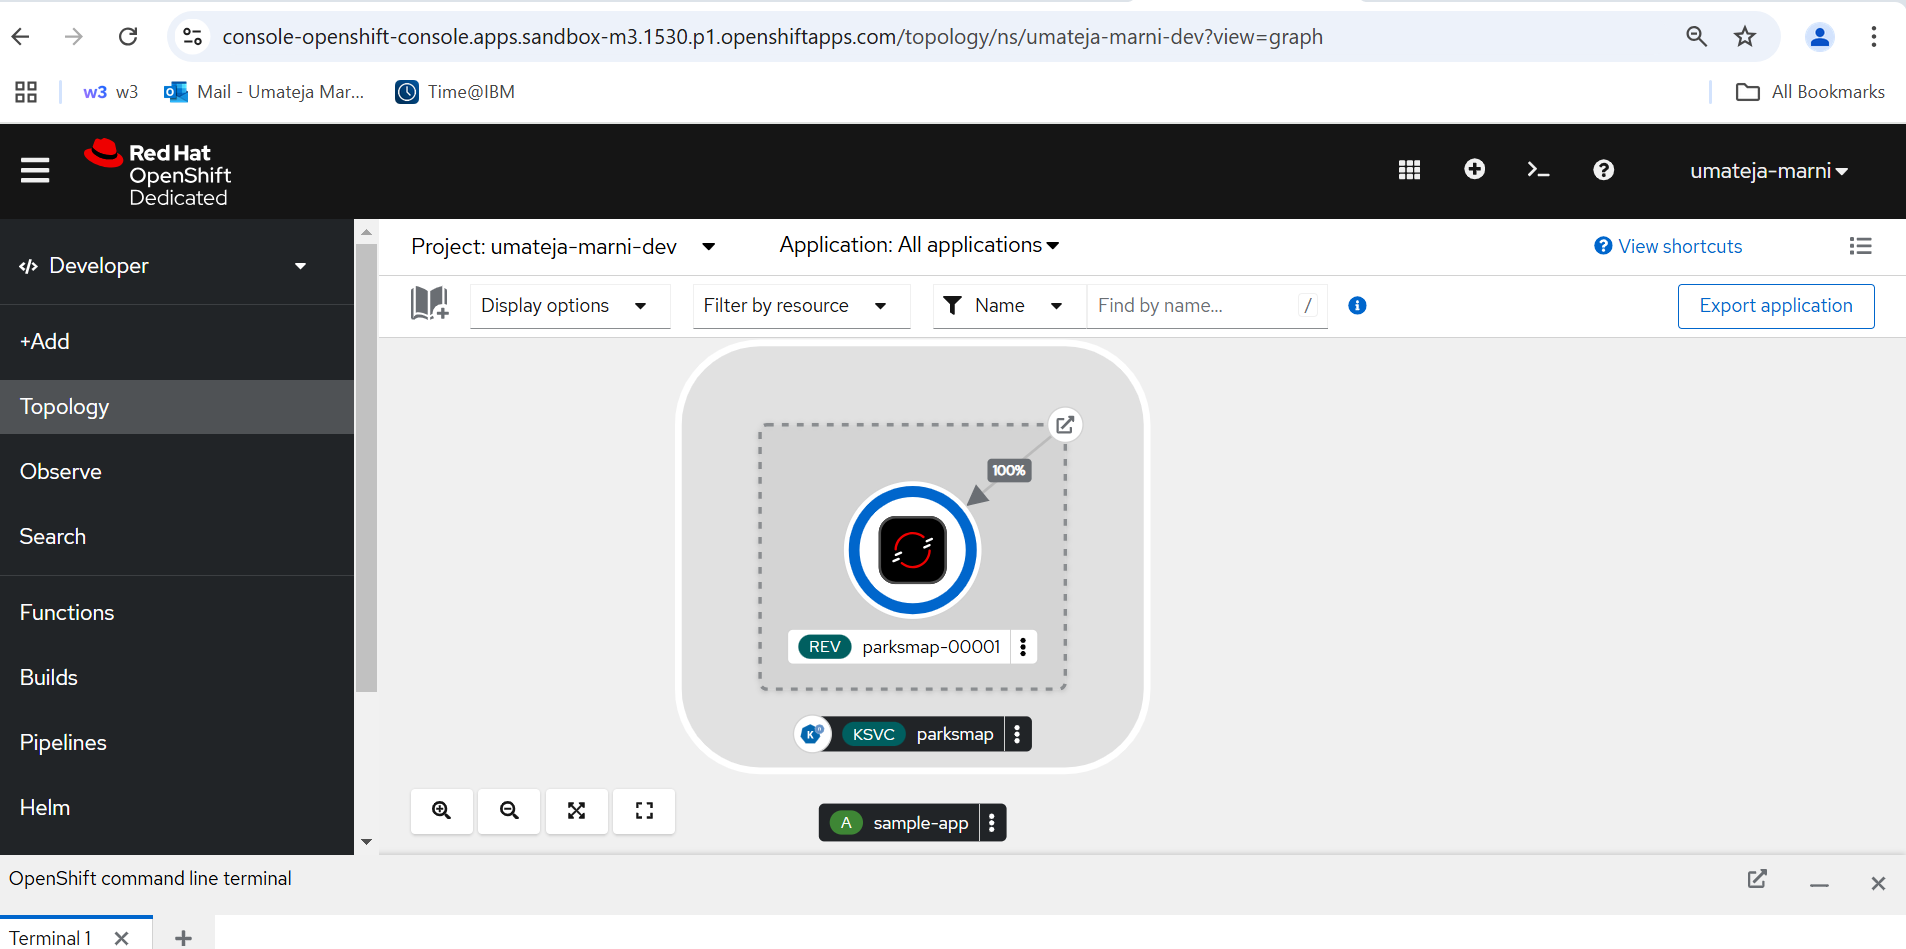 console-openshift-console.apps.sandbox-m3.1530.p1.openshiftapps.com/topology/ns/umateja-marni-dev?view=graph
w3 w3 Mail - Umateja Mar... Time@IBM All Bookmarks
Red Hat
OpenShift
Dedicated
umateja-marni
Developer
Project: umateja-marni-dev Application: All applications View shortcuts
Display options Filter by resource Name Find by name... / Export application
+Add
Topology
Observe
Search
Functions
Builds
Pipelines
Helm
100%
REV parksmap-00001
K KSVC parksmap
A sample-app
OpenShift command line terminal
Terminal 1